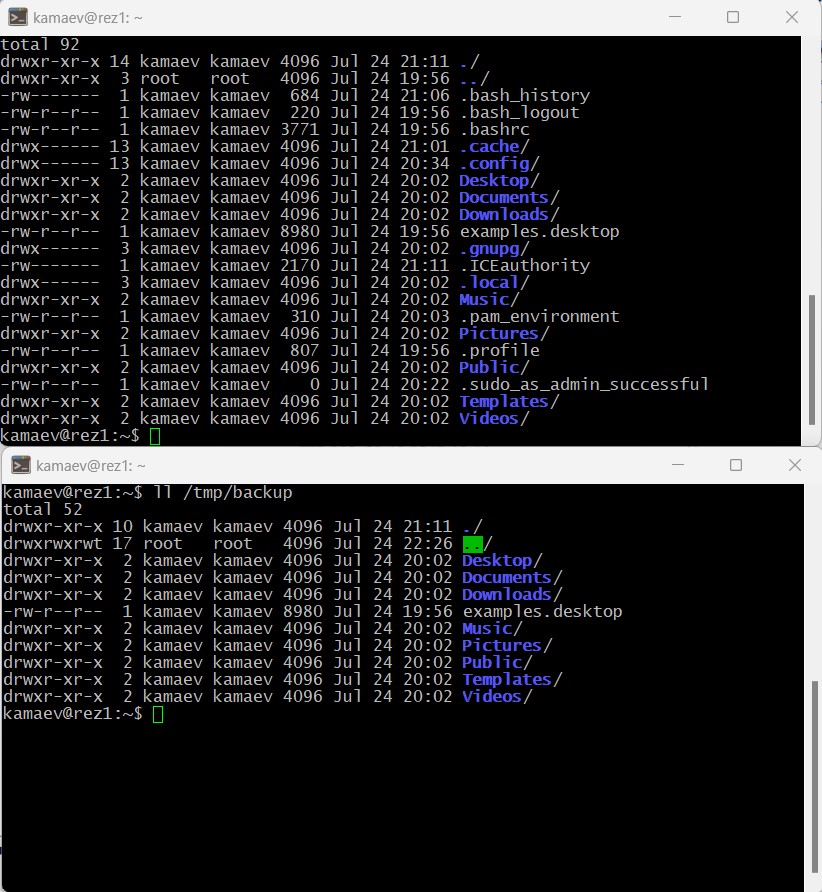 kamaev@rez1: ~
total 92
drwxr-xr-x 14 kamaev kamaev 4096 Jul 24 21:11 ./
drwxr-xr-x  3 root   root   4096 Jul 24 19:56 ../
-rw-------  1 kamaev kamaev  684 Jul 24 21:06 .bash_history
-rw-r--r--  1 kamaev kamaev  220 Jul 24 19:56 .bash_logout
-rw-r--r--  1 kamaev kamaev 3771 Jul 24 19:56 .bashrc
drwx------ 13 kamaev kamaev 4096 Jul 24 21:01 .cache/
drwx------ 13 kamaev kamaev 4096 Jul 24 20:34 .config/
drwxr-xr-x  2 kamaev kamaev 4096 Jul 24 20:02 Desktop/
drwxr-xr-x  2 kamaev kamaev 4096 Jul 24 20:02 Documents/
drwxr-xr-x  2 kamaev kamaev 4096 Jul 24 20:02 Downloads/
-rw-r--r--  1 kamaev kamaev 8980 Jul 24 19:56 examples.desktop
drwx------  3 kamaev kamaev 4096 Jul 24 20:02 .gnupg/
-rw-------  1 kamaev kamaev 2170 Jul 24 21:11 .ICEauthority
drwx------  3 kamaev kamaev 4096 Jul 24 20:02 .local/
drwxr-xr-x  2 kamaev kamaev 4096 Jul 24 20:02 Music/
-rw-r--r--  1 kamaev kamaev  310 Jul 24 20:03 .pam_environment
drwxr-xr-x  2 kamaev kamaev 4096 Jul 24 20:02 Pictures/
-rw-r--r--  1 kamaev kamaev  807 Jul 24 19:56 .profile
drwxr-xr-x  2 kamaev kamaev 4096 Jul 24 20:02 Public/
-rw-r--r--  1 kamaev kamaev    0 Jul 24 20:22 .sudo_as_admin_successful
drwxr-xr-x  2 kamaev kamaev 4096 Jul 24 20:02 Templates/
drwxr-xr-x  2 kamaev kamaev 4096 Jul 24 20:02 Videos/
kamaev@rez1:~$
kamaev@rez1: ~
kamaev@rez1:~$ ll /tmp/backup
total 52
drwxr-xr-x 10 kamaev kamaev 4096 Jul 24 21:11 ./
drwxrwxrwt 17 root   root   4096 Jul 24 22:26 ../
drwxr-xr-x  2 kamaev kamaev 4096 Jul 24 20:02 Desktop/
drwxr-xr-x  2 kamaev kamaev 4096 Jul 24 20:02 Documents/
drwxr-xr-x  2 kamaev kamaev 4096 Jul 24 20:02 Downloads/
-rw-r--r--  1 kamaev kamaev 8980 Jul 24 19:56 examples.desktop
drwxr-xr-x  2 kamaev kamaev 4096 Jul 24 20:02 Music/
drwxr-xr-x  2 kamaev kamaev 4096 Jul 24 20:02 Pictures/
drwxr-xr-x  2 kamaev kamaev 4096 Jul 24 20:02 Public/
drwxr-xr-x  2 kamaev kamaev 4096 Jul 24 20:02 Templates/
drwxr-xr-x  2 kamaev kamaev 4096 Jul 24 20:02 Videos/
kamaev@rez1:~$